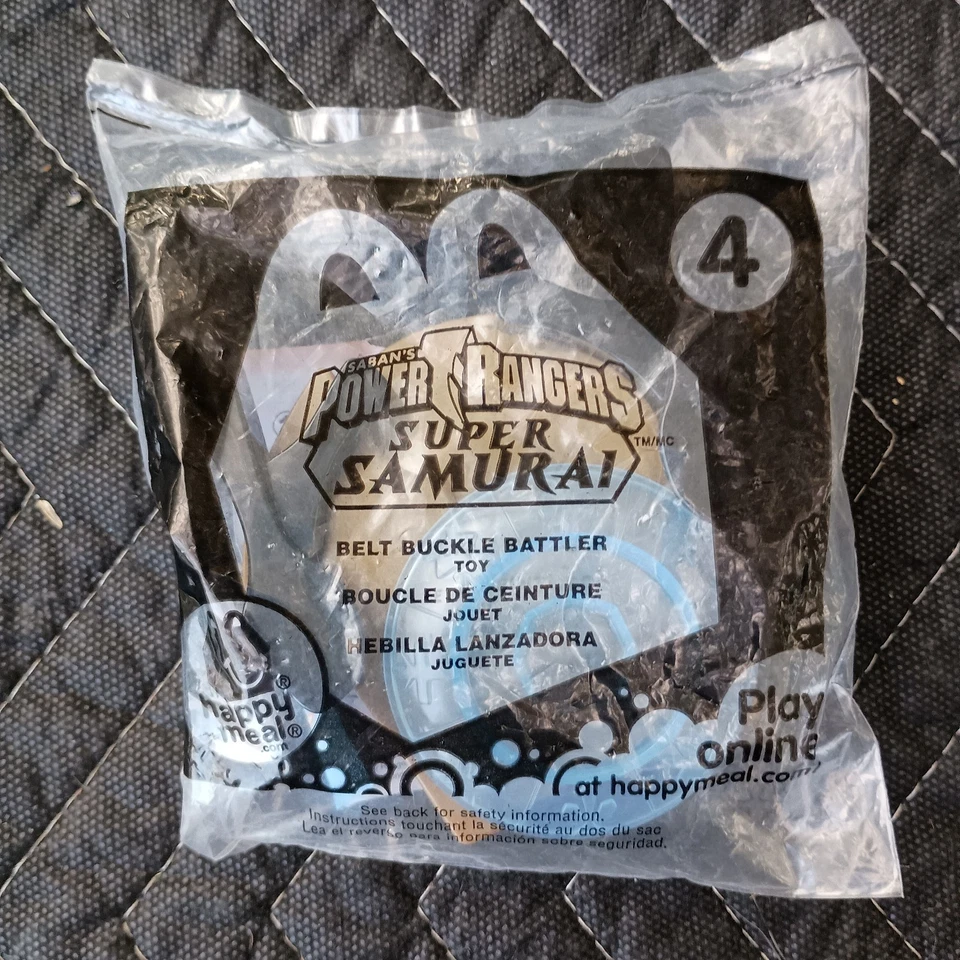 4
SABAN'S
POWER RANGERS
SUPER
SAMURAI
TM/MC
BELT BUCKLE BATTLER
TOY
BOUCLE DE CEINTURE
JOUET
HEBILLA LANZADORA
JUGUETE
happy
meal®
.com
Play
online
at happymeal.com
See back for safety information.
Instructions touchant la sécurité au dos du sac
Lea el reverso para información sobre seguridad.